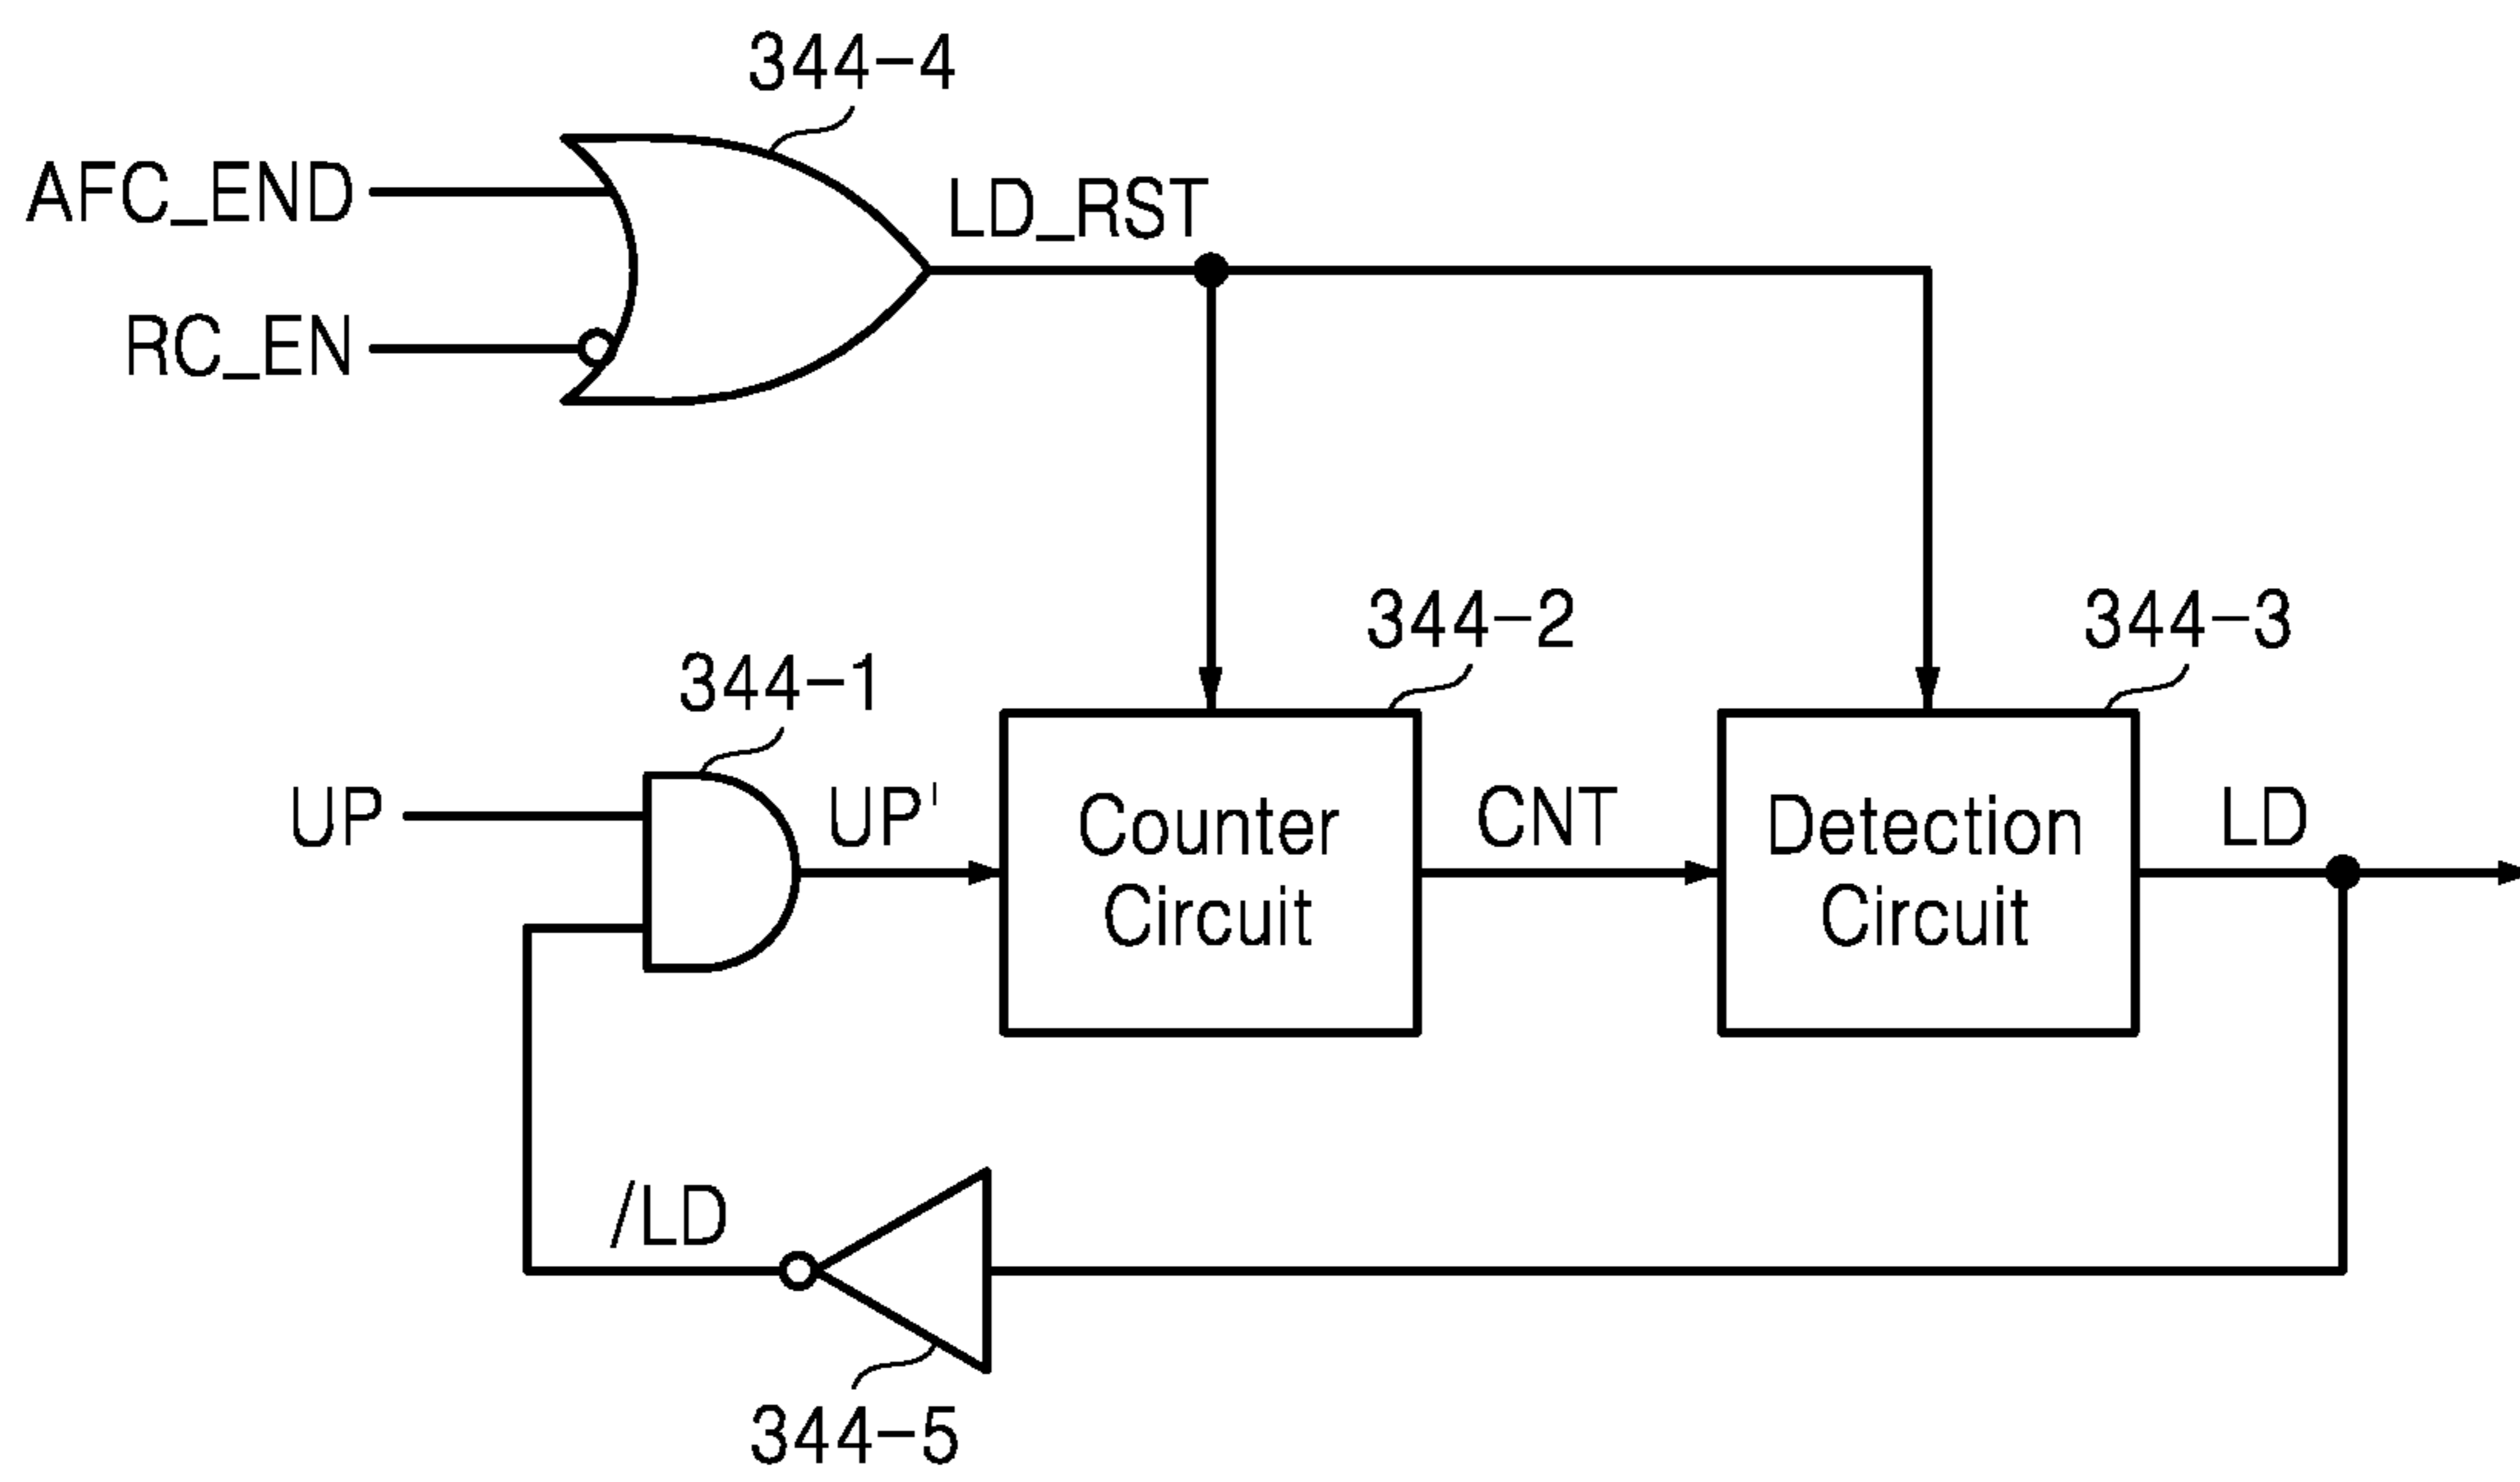 344-4
AFC_END
LD_RST
RC_EN
344-2
344-3
344-1
UP
UP'
Counter
Circuit
CNT
Detection
Circuit
LD
/LD
344-5